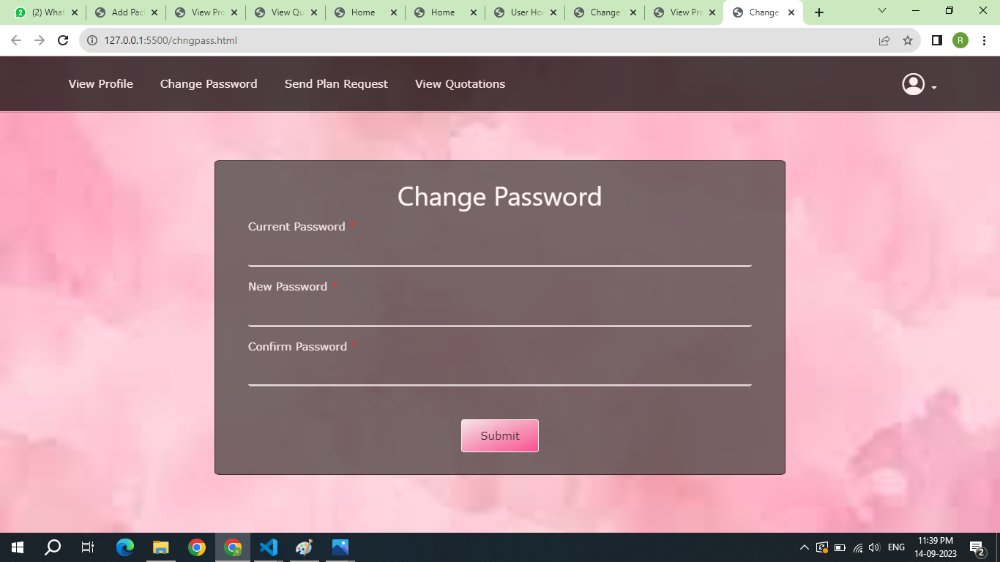 (2) What
Add Pac
View Pro
View Qu
Home
Home
User Ho
Change
View Pro
Change
127.0.0.1:5500/chngpass.html
R
View Profile
Change Password
Send Plan Request
View Quotations
Change Password
Current Password *
New Password *
Confirm Password *
Submit
ENG
11:39 PM
14-09-2023
2